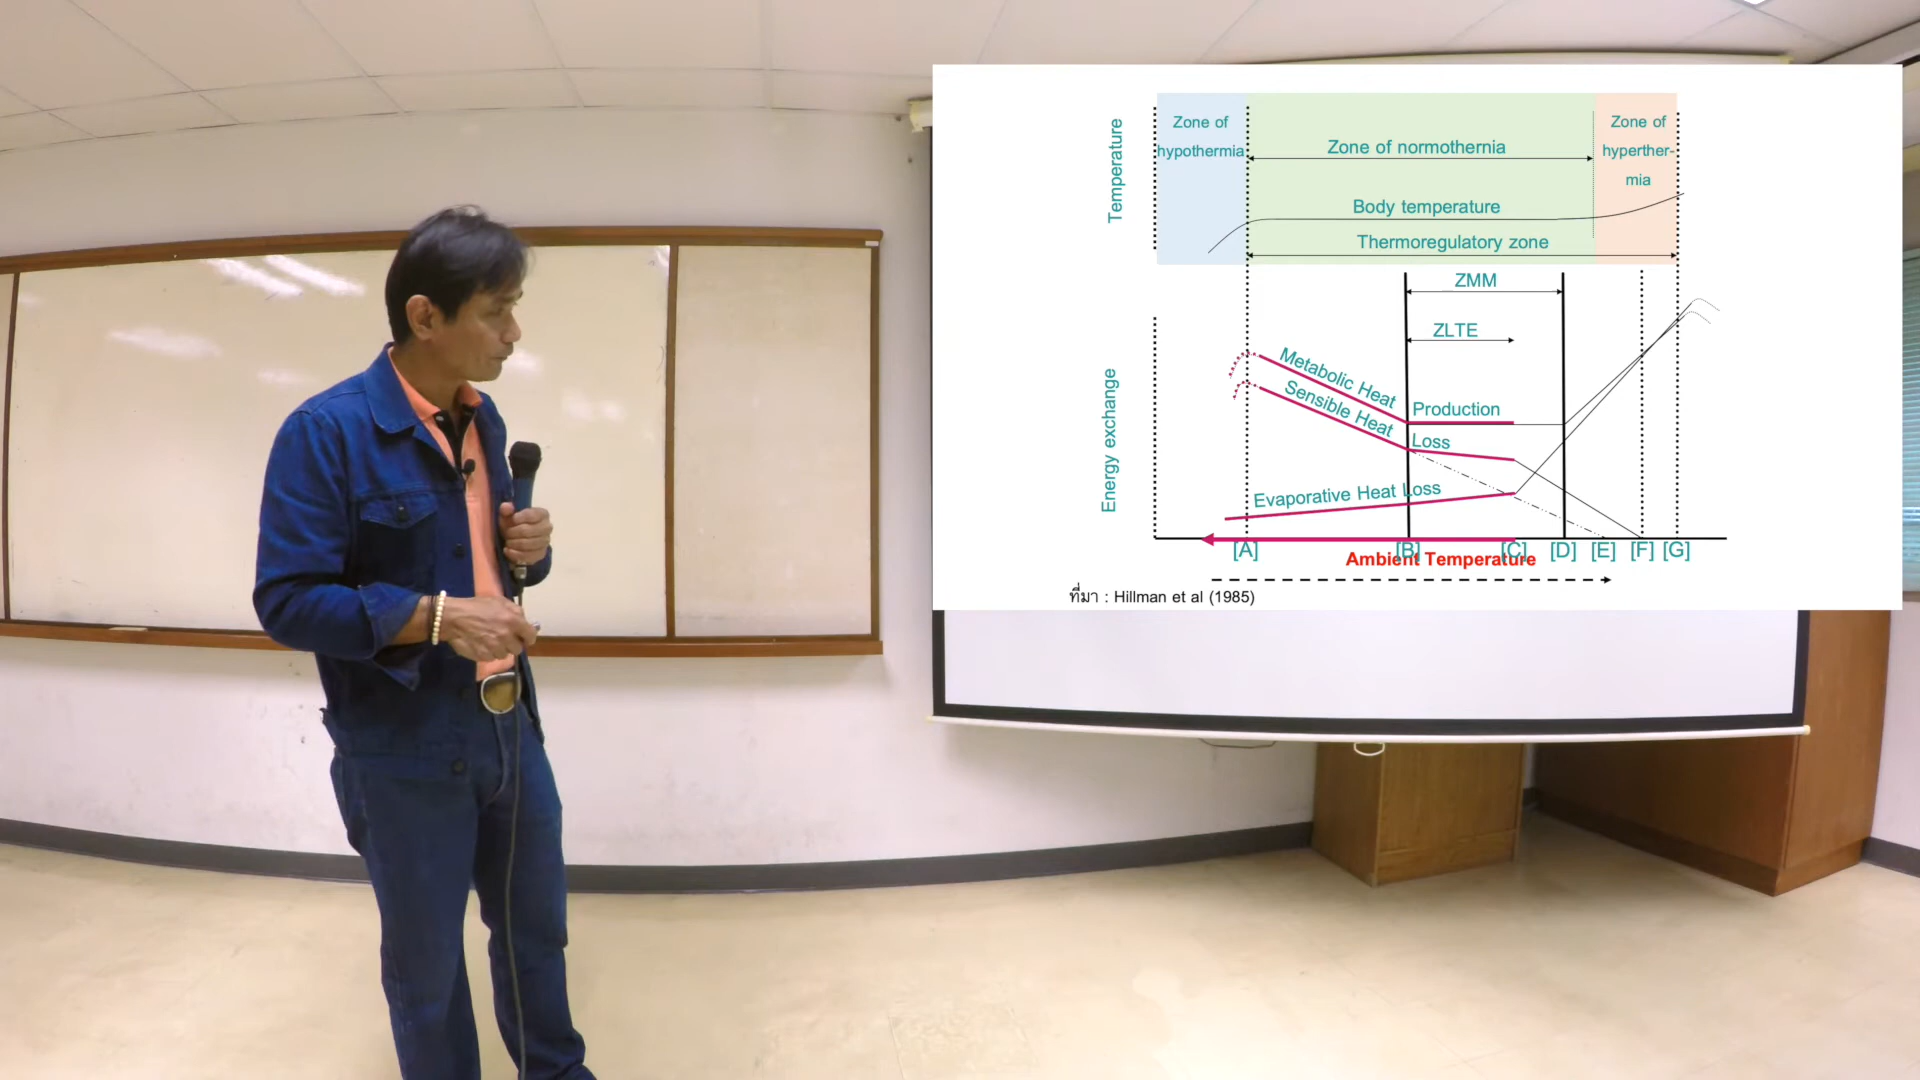 Zone of
hypothermia
Zone of normothernia
Zone of
hyperther-
mia
Temperature
Body temperature
Thermoregulatory zone
ZMM
ZLTE
Energy exchange
Metabolic Heat Production
Sensible Heat Loss
Evaporative Heat Loss
[A] [B] [C] [D] [E] [F] [G]
Ambient Temperature
ที่มา : Hillman et al (1985)